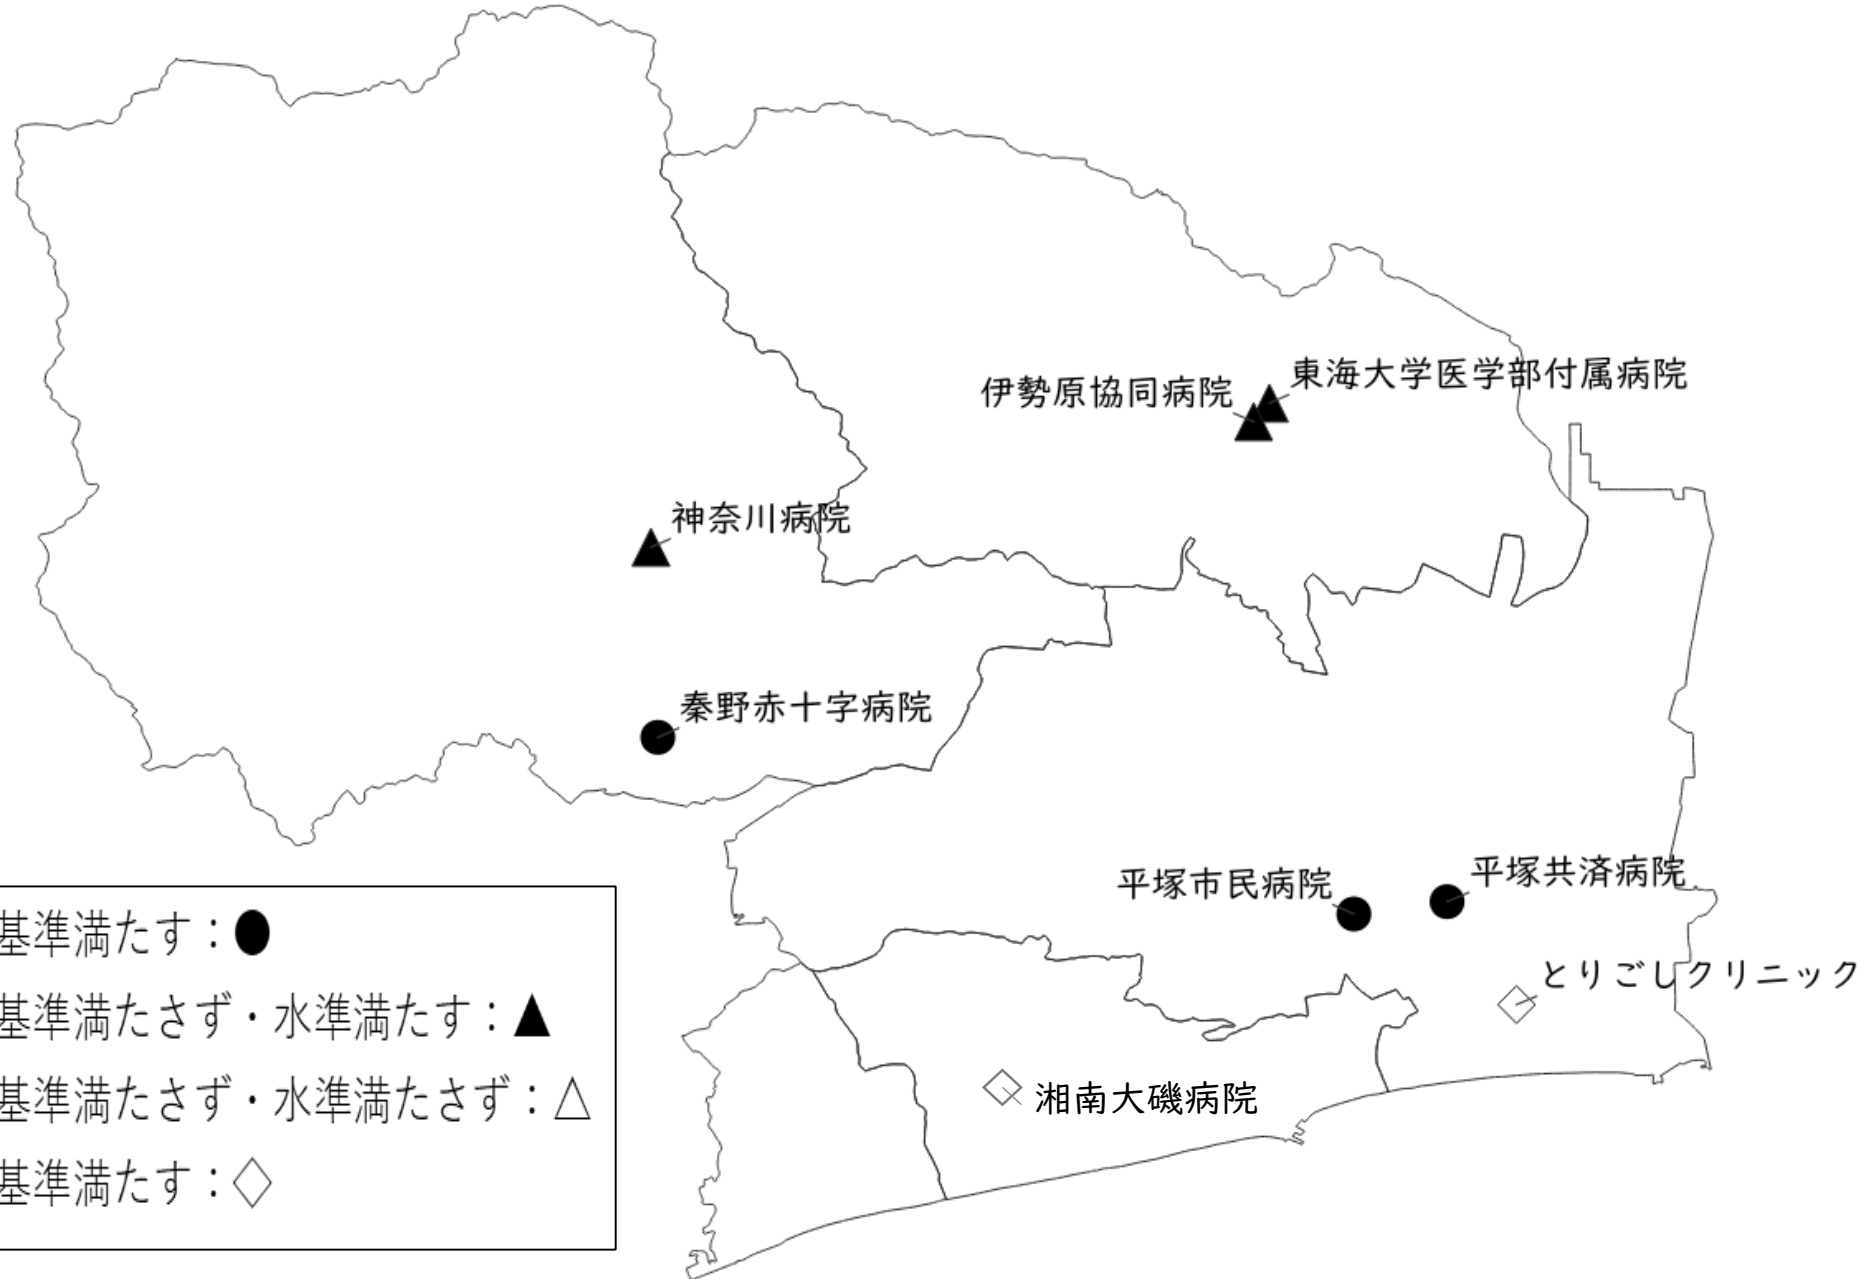 東海大学医学部付属病院
伊勢原協同病院
神奈川病院
秦野赤十字病院
平塚共済病院
平塚市民病院
とりごしクリニック
湘南大磯病院
基準満たす：●
基準満たさず・水準満たす：▲
基準満たさず・水準満たさず：△
基準満たす：◇